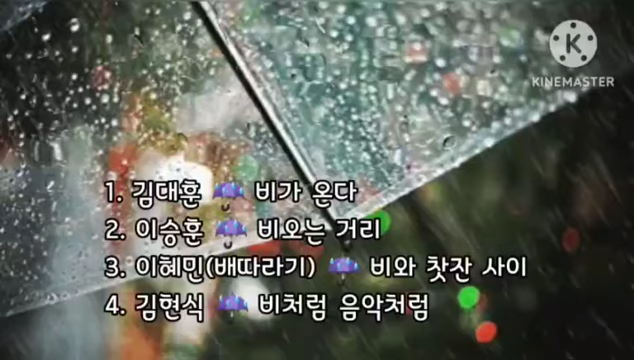 KINEMASTER
1. 김대훈 ☔ 비가 온다
2. 이승훈 ☔ 비오는 거리
3. 이혜민(배따라기) ☔ 비와 찻잔 사이
4. 김현식 ☔ 비처럼 음악처럼